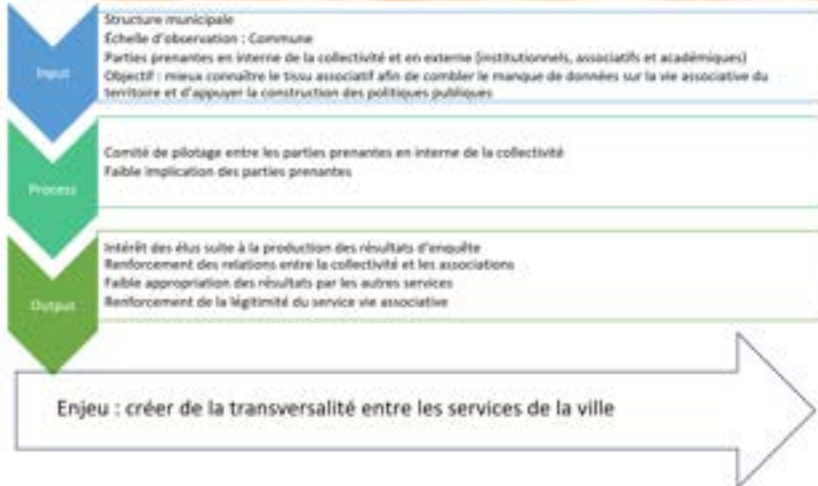 Input
Structure municipale
Échelle d'observation : Commune
Parties prenantes en interne de la collectivité et en externe (institutionnels, associatifs et académiques)
Objectif : mieux connaître le tissu associatif afin de combler le manque de données sur la vie associative du
territoire et d'appuyer la construction des politiques publiques
Process
Comité de pilotage entre les parties prenantes en interne de la collectivité
Faible implication des parties prenantes
Output
Intérêt des élus suite à la production des résultats d'enquête
Renforcement des relations entre la collectivité et les associations
Faible appropriation des résultats par les autres services
Renforcement de la légitimité du service vie associative
Enjeu : créer de la transversalité entre les services de la ville